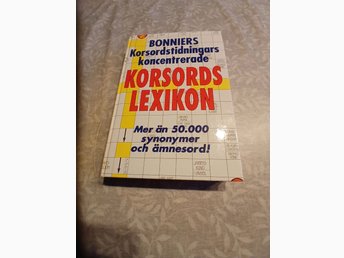 BONNIERS
Korsordstidningars
koncentrerade
KORSORDS
LEXIKON
Mer än 50.000
synonymer
och ämnesord!